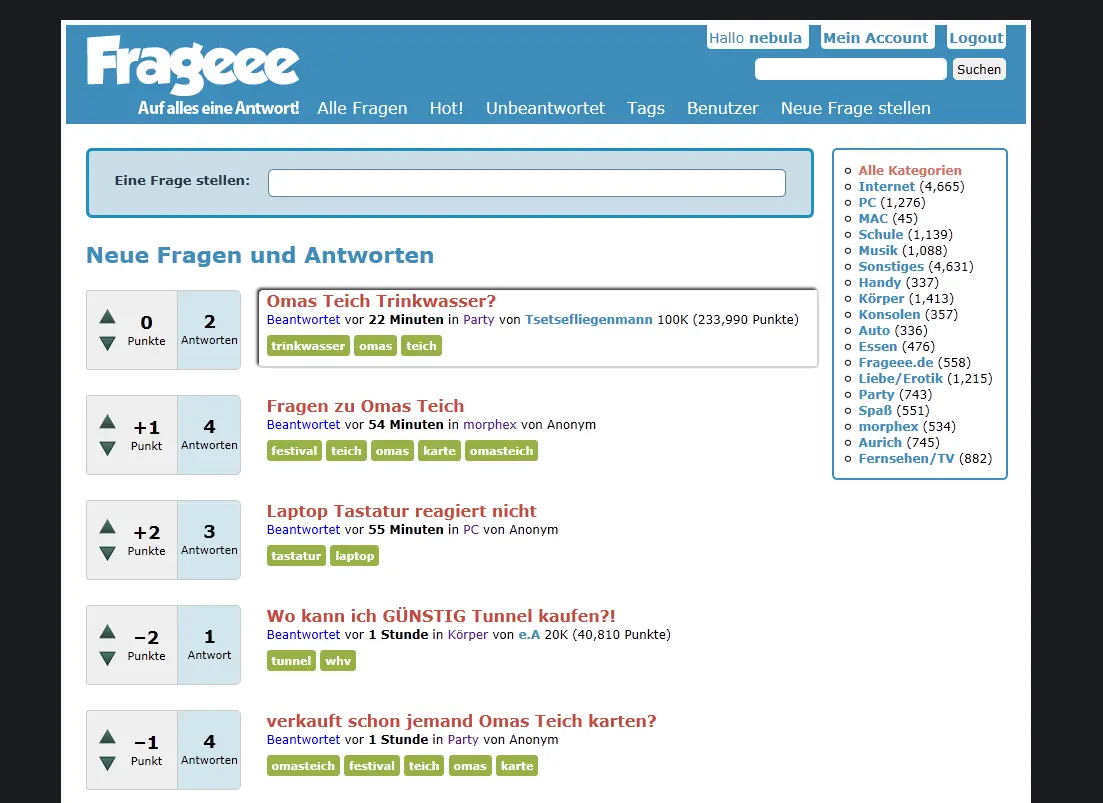 Frageee
Auf alles eine Antwort!
Hallo nebula Mein Account Logout
Suchen
Alle Fragen Hot! Unbeantwortet Tags Benutzer Neue Frage stellen
Eine Frage stellen:
Neue Fragen und Antworten
0 Punkte
2 Antworten
Omas Teich Trinkwasser?
Beantwortet vor 22 Minuten in Party von Tsetsefliegenmann 100K (233,990 Punkte)
trinkwasser omas teich
+1 Punkt
4 Antworten
Fragen zu Omas Teich
Beantwortet vor 54 Minuten in morphex von Anonym
festival teich omas karte omasteich
+2 Punkte
3 Antworten
Laptop Tastatur reagiert nicht
Beantwortet vor 55 Minuten in PC von Anonym
tastatur laptop
−2 Punkte
1 Antwort
Wo kann ich GÜNSTIG Tunnel kaufen?!
Beantwortet vor 1 Stunde in Körper von e.A 20K (40,810 Punkte)
tunnel whv
−1 Punkt
4 Antworten
verkauft schon jemand Omas Teich karten?
Beantwortet vor 1 Stunde in Party von Anonym
omasteich festival teich omas karte
Alle Kategorien
Internet (4,665)
PC (1,276)
MAC (45)
Schule (1,139)
Musik (1,088)
Sonstiges (4,631)
Handy (337)
Körper (1,413)
Konsolen (357)
Auto (336)
Essen (476)
Frageee.de (558)
Liebe/Erotik (1,215)
Party (743)
Spaß (551)
morphex (534)
Aurich (745)
Fernsehen/TV (882)